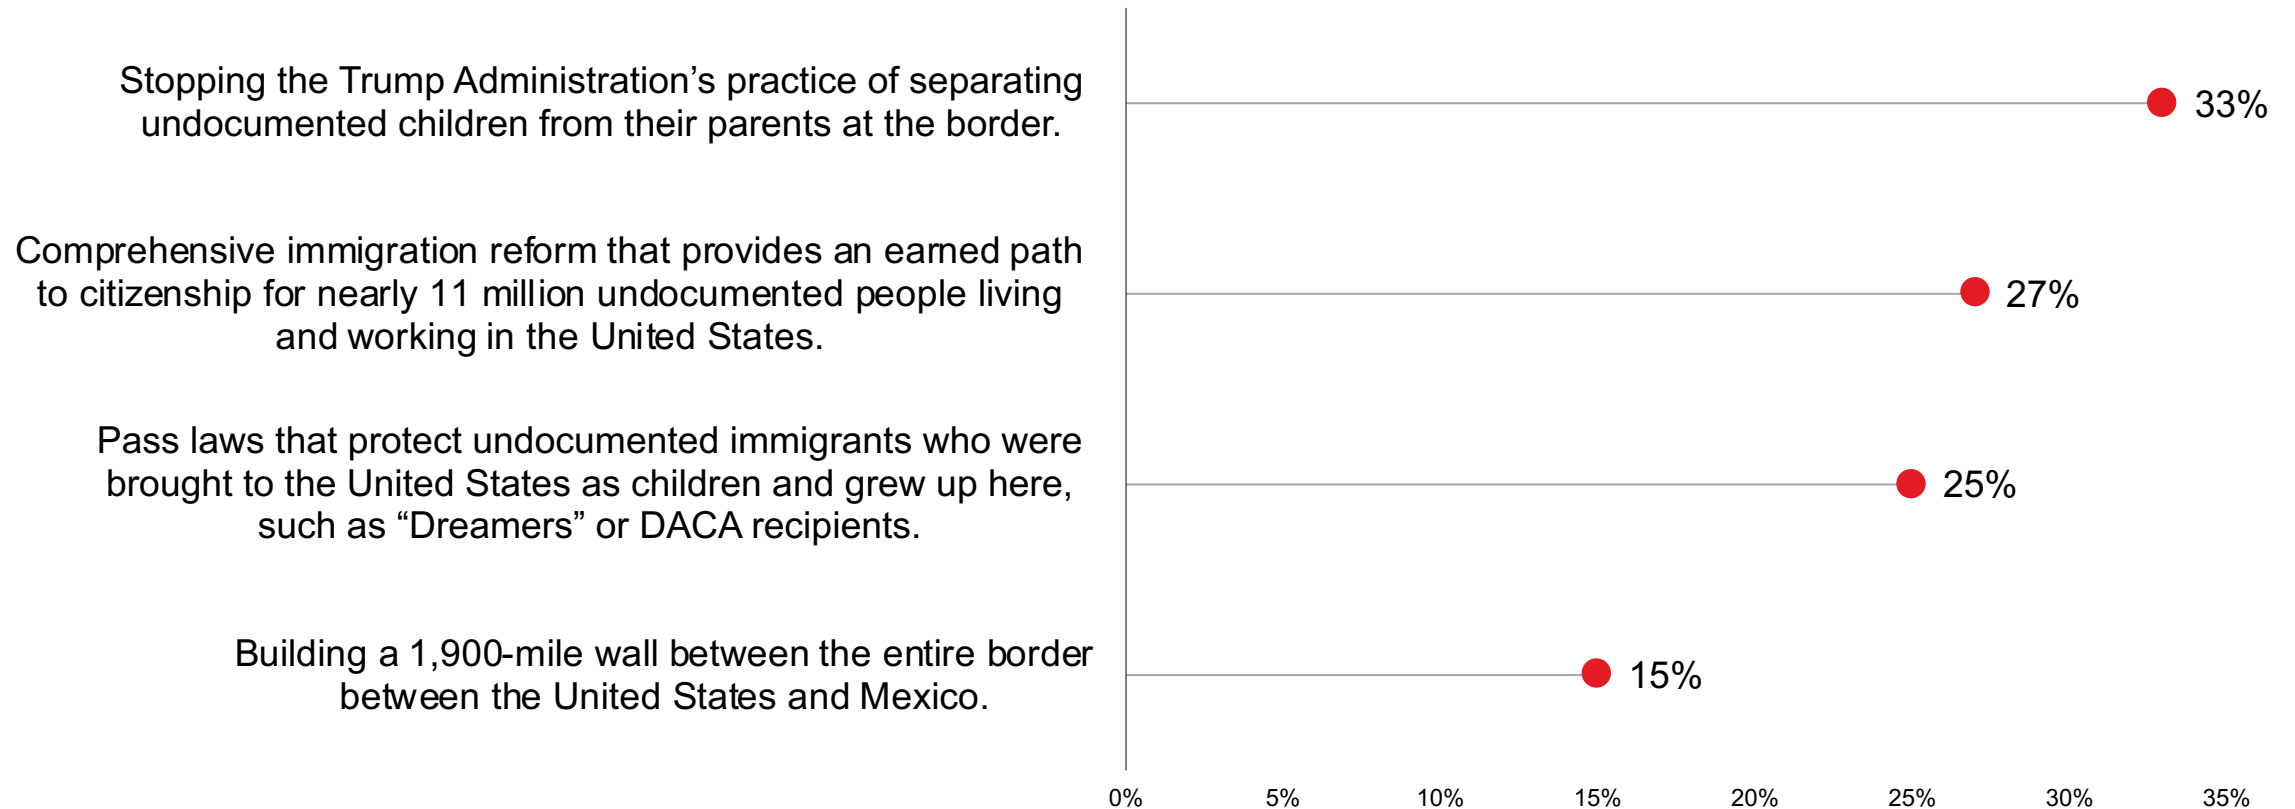 Stopping the Trump Administration’s practice of separating
undocumented children from their parents at the border.
33%
Comprehensive immigration reform that provides an earned path
to citizenship for nearly 11 million undocumented people living
and working in the United States.
27%
Pass laws that protect undocumented immigrants who were
brought to the United States as children and grew up here,
such as “Dreamers” or DACA recipients.
25%
Building a 1,900-mile wall between the entire border
between the United States and Mexico.
15%
0% 5% 10% 15% 20% 25% 30% 35%